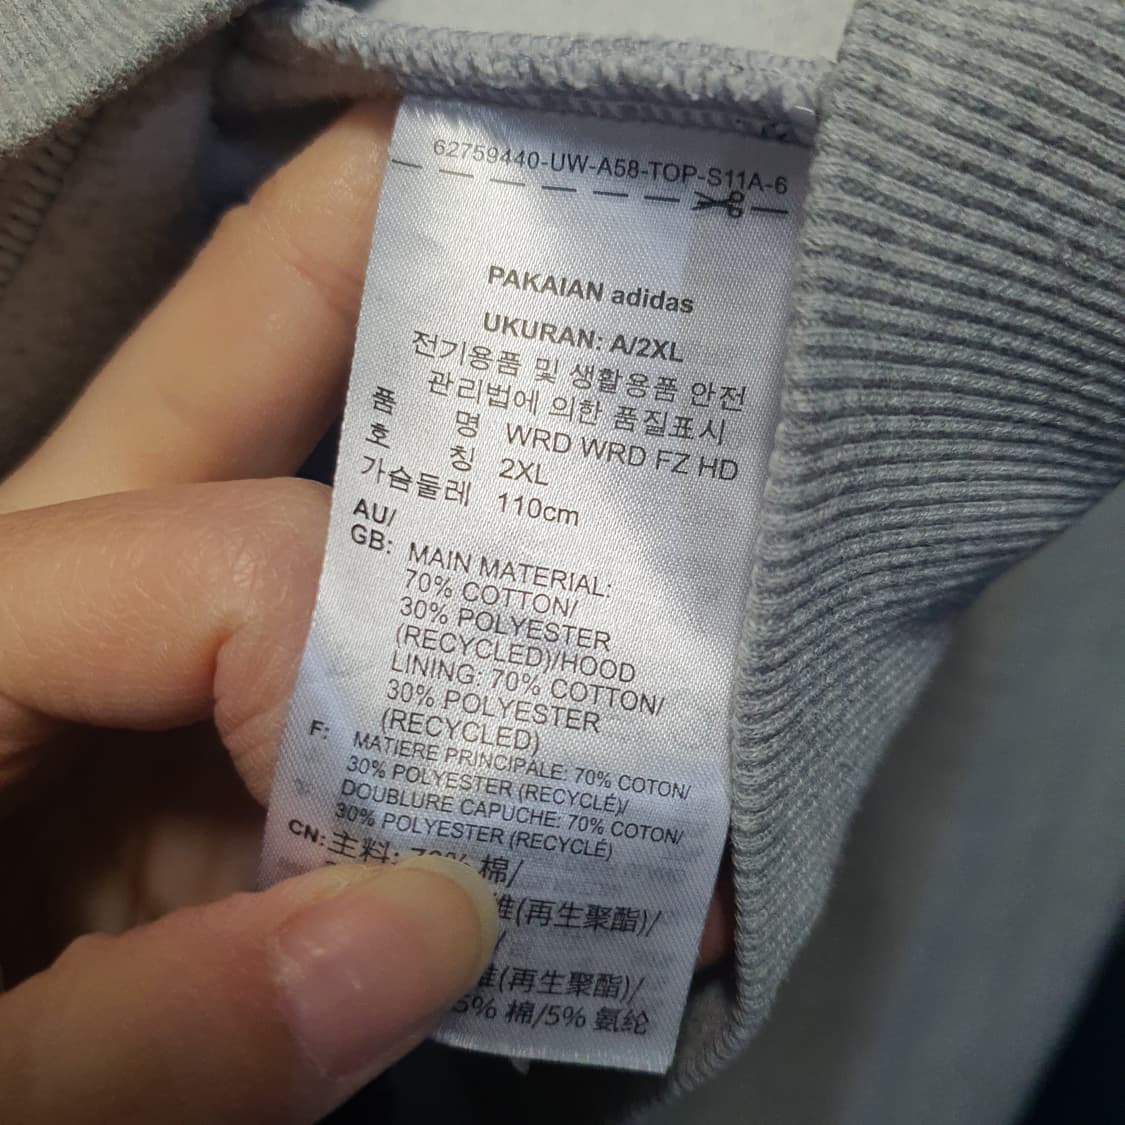 62759440-UW-A58-TOP-S11A-6
PAKAIAN adidas
UKURAN: A/2XL
전기용품 및 생활용품 안전
관리법에 의한 품질표시
품 명 WRD WRD FZ HD
호 칭 2XL
가슴둘레 110cm
AU/
GB: MAIN MATERIAL:
70% COTTON/
30% POLYESTER
(RECYCLED)/HOOD
LINING: 70% COTTON/
30% POLYESTER
(RECYCLED)
F: MATIERE PRINCIPALE: 70% COTON/
30% POLYESTER (RECYCLÉ)/
DOUBLURE CAPUCHE: 70% COTON/
30% POLYESTER (RECYCLÉ)
CN: 主料: 70% 棉/
维(再生聚酯)/
/
维(再生聚酯)/
5% 棉/5% 氨纶